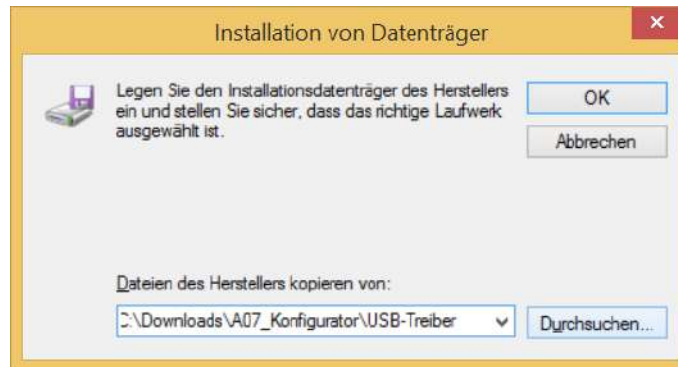 Installation von Datenträger
Legen Sie den Installationsdatenträger des Herstellers
ein und stellen Sie sicher, dass das richtige Laufwerk
ausgewählt ist.
OK
Abbrechen
Dateien des Herstellers kopieren von:
C:\Downloads\A07_Konfigurator\USB-Treiber
Durchsuchen...